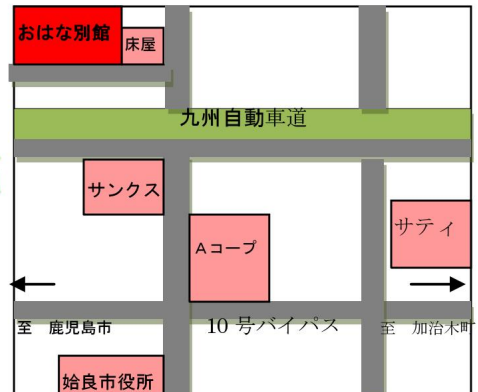 おはな別館
床屋
九州自動車道
サンクス
Aコープ
サティ
至 鹿児島市
10 号バイパス
至 加治木町
姶良市役所